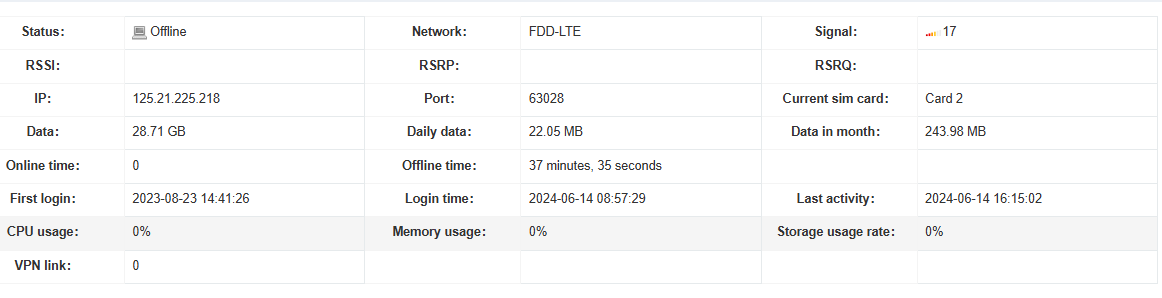 Status: Offline Network: FDD-LTE Signal: 17
RSSI: RSRP: RSRQ:
IP: 125.21.225.218 Port: 63028 Current sim card: Card 2
Data: 28.71 GB Daily data: 22.05 MB Data in month: 243.98 MB
Online time: 0 Offline time: 37 minutes, 35 seconds
First login: 2023-08-23 14:41:26 Login time: 2024-06-14 08:57:29 Last activity: 2024-06-14 16:15:02
CPU usage: 0% Memory usage: 0% Storage usage rate: 0%
VPN link: 0